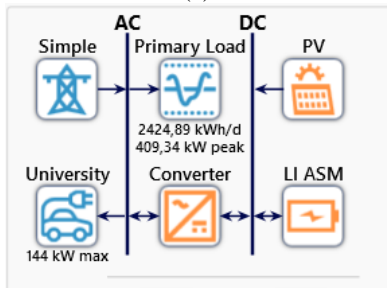 AC DC
Simple Primary Load PV
2424,89 kWh/d
409,34 kW peak
University Converter LI ASM
144 kW max